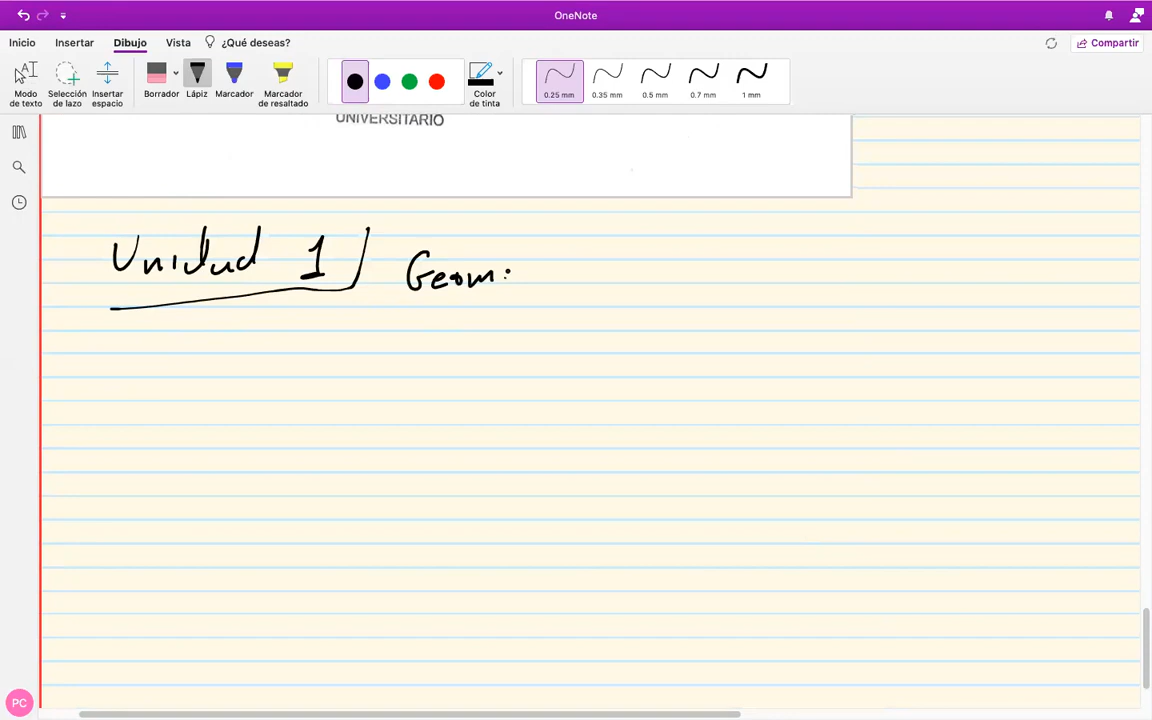 OneNote
Inicio Insertar Dibujo Vista ¿Qué deseas? Compartir
Modo de texto Selección de lazo Insertar espacio Borrador Lápiz Marcador Marcador de resaltado Color de tinta 0.25 mm 0.35 mm 0.5 mm 0.7 mm 1 mm
UNIVERSITARIO
Unidad 1 Geom:
PC